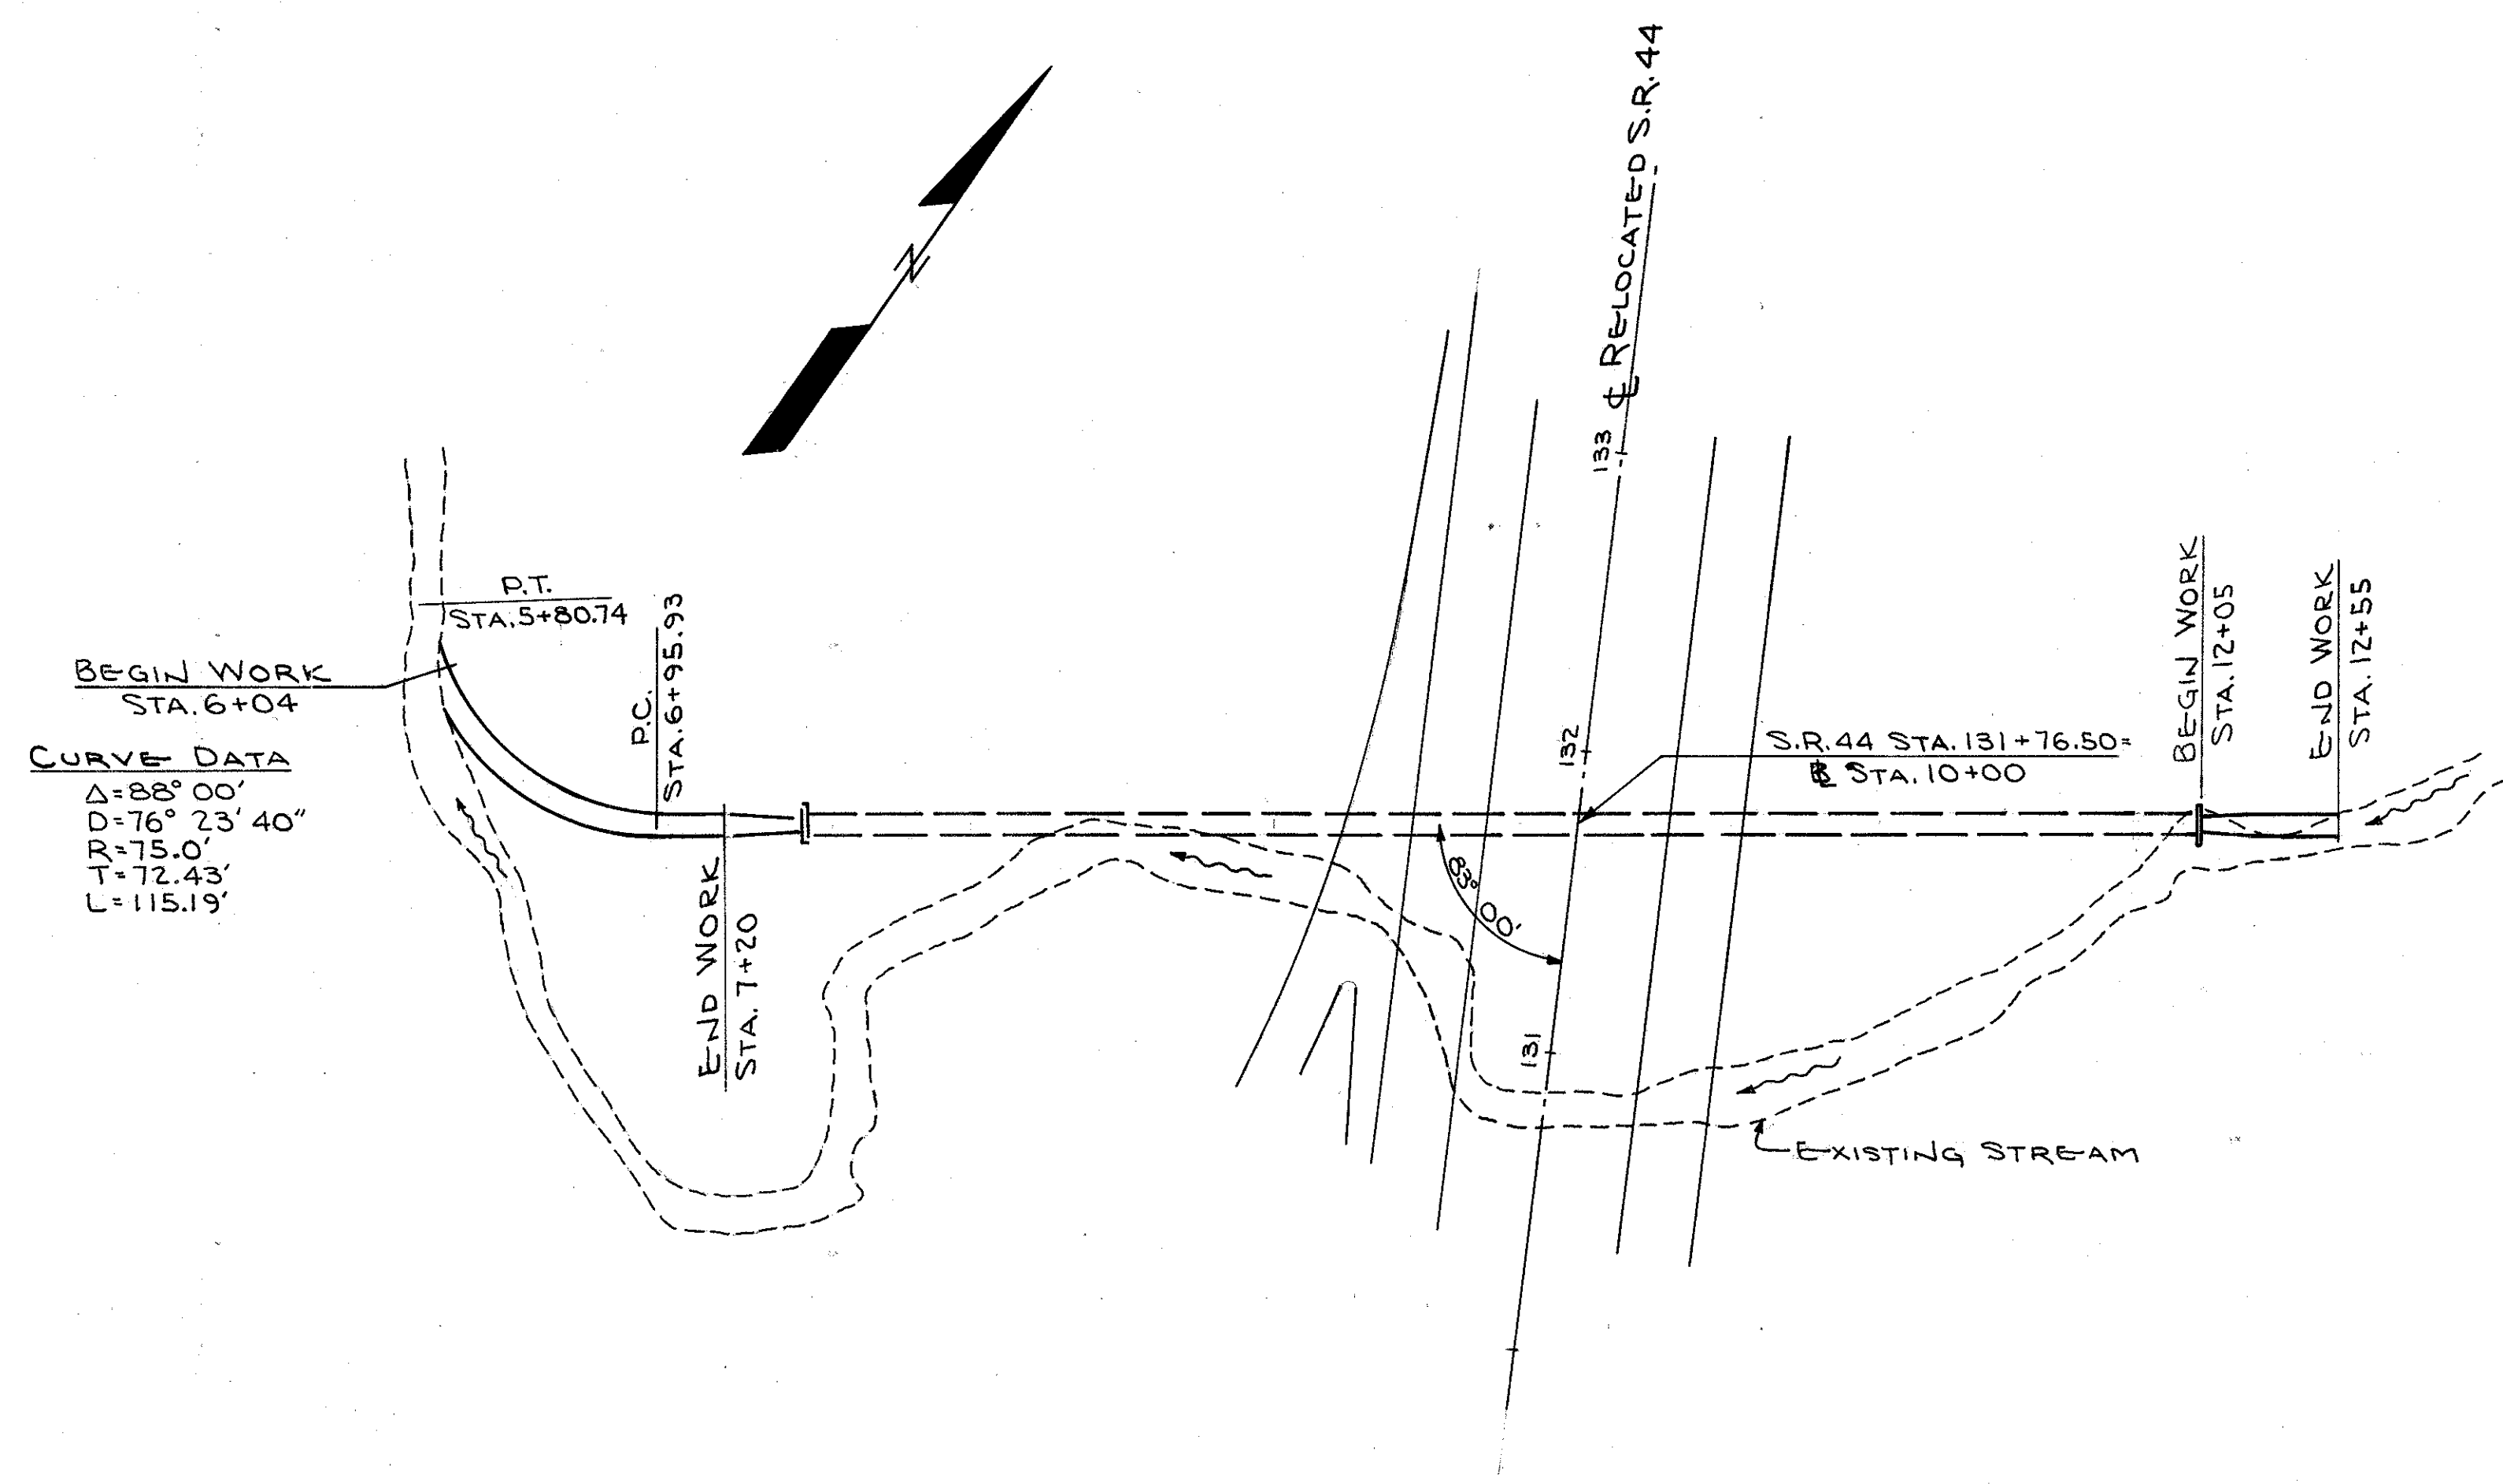 N
℄ RELOCATED S.R. 44
133
132
131
P.T.
STA. 5+80.74
BEGIN WORK
STA. 6+04
P.C.
STA. 6+95.93
CURVE DATA
Δ=88° 00'
D=76° 23' 40"
R=75.0'
T=72.43'
L=115.19'
END WORK
STA. 7+20
83° 00'
S.R. 44 STA. 131+76.50=
STA. 10+00
BEGIN WORK
STA. 12+05
END WORK
STA. 12+55
EXISTING STREAM